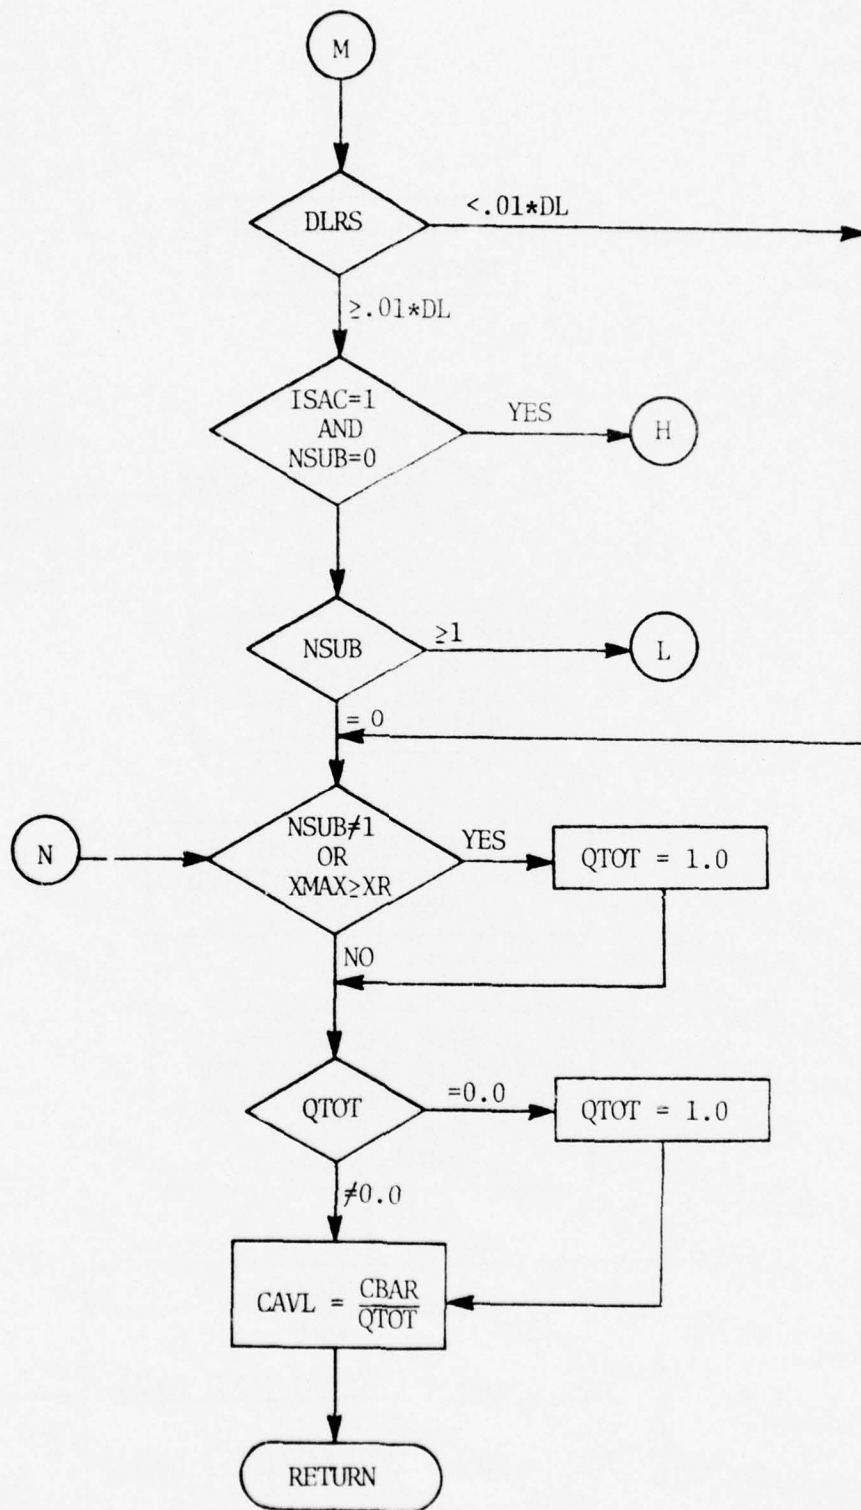 M
DLRS
<.01*DL
≥.01*DL
ISAC=1
AND
NSUB=0
YES
H
NSUB
≥1
L
= 0
N
NSUB≠1
OR
XMAX≥XR
YES
QTOT = 1.0
NO
QTOT
=0.0
QTOT = 1.0
≠0.0
CAVL = CBAR
QTOT
RETURN